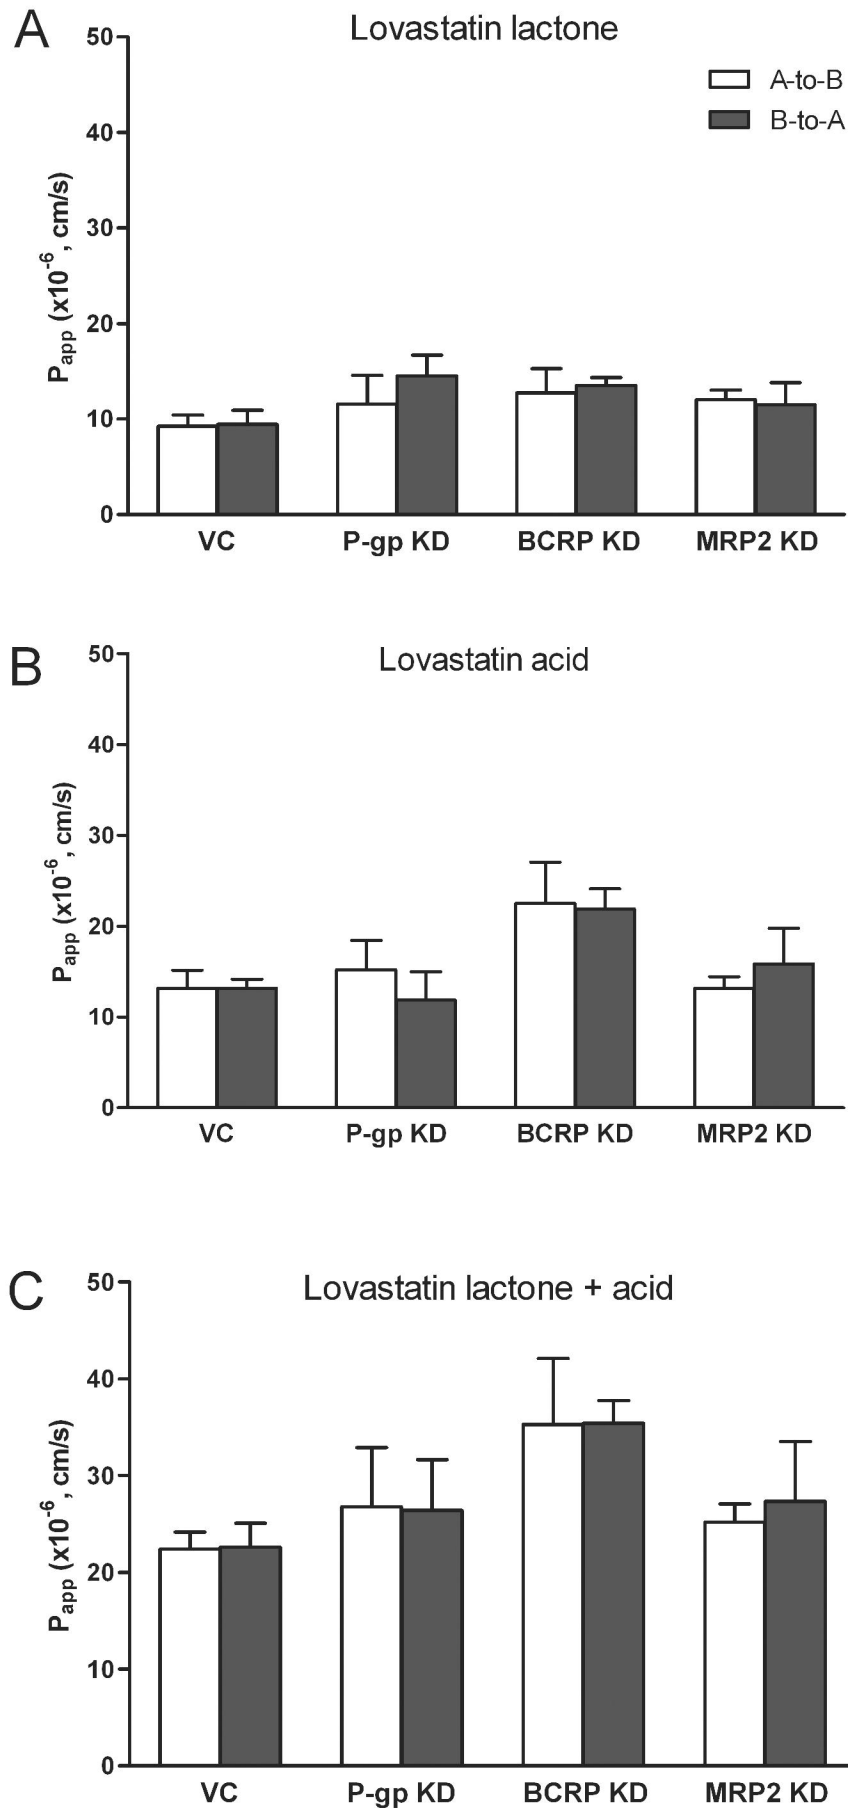 A
Lovastatin lactone
A-to-B
B-to-A
50
40
30
20
10
0
Papp (x10⁻⁶ , cm/s)
VC P-gp KD BCRP KD MRP2 KD
B
Lovastatin acid
50
40
30
20
10
0
Papp (x10⁻⁶ , cm/s)
VC P-gp KD BCRP KD MRP2 KD
C
Lovastatin lactone + acid
50
40
30
20
10
0
Papp (x10⁻⁶ , cm/s)
VC P-gp KD BCRP KD MRP2 KD